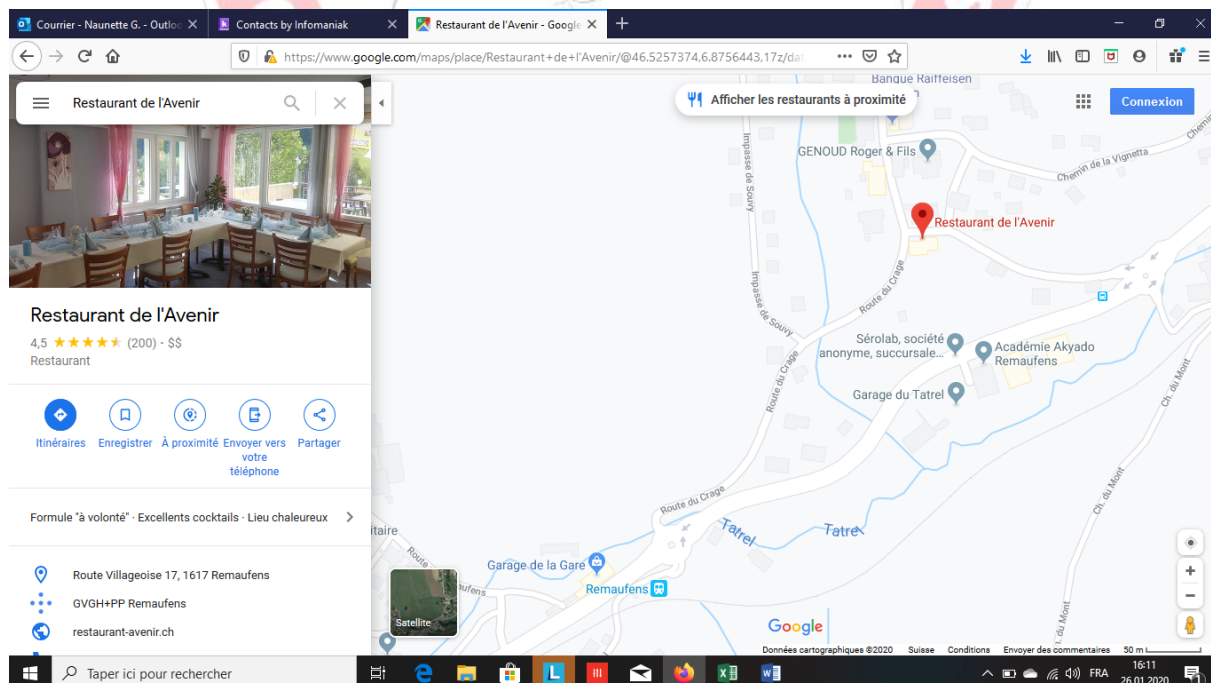 Courrier - Naunette G. - Outloo
Contacts by Infomaniak
Restaurant de l'Avenir - Google
https://www.google.com/maps/place/Restaurant+de+l'Avenir/@46.5257374,6.8756443,17z/dat
Restaurant de l'Avenir
Afficher les restaurants à proximité
Connexion
Banque Raiffeisen
GENOUD Roger & Fils
Impasse de Souvy
Chemin de la Vignetta
Chemin
Restaurant de l'Avenir
Impasse de Souvy
Route du Crage
Sérolab, société
anonyme, succursale...
Académie Akyado
Remaufens
Garage du Tatrel
Route du Crage
Ch. du Mont
Ch. du Mont
Route du Crage
Tatrel
Tatrel
itaire
Route
aufens
Garage de la Gare
Remaufens
du Mont
Restaurant de l'Avenir
4,5 (200) · $$
Restaurant
Itinéraires
Enregistrer
À proximité
Envoyer vers
votre
téléphone
Partager
Formule "à volonté" · Excellents cocktails · Lieu chaleureux
Route Villageoise 17, 1617 Remaufens
GVGH+PP Remaufens
restaurant-avenir.ch
Satellite
Google
Données cartographiques ©2020 Suisse Conditions Envoyer des commentaires 50 m
Taper ici pour rechercher
FRA
16:11
26.01.2020